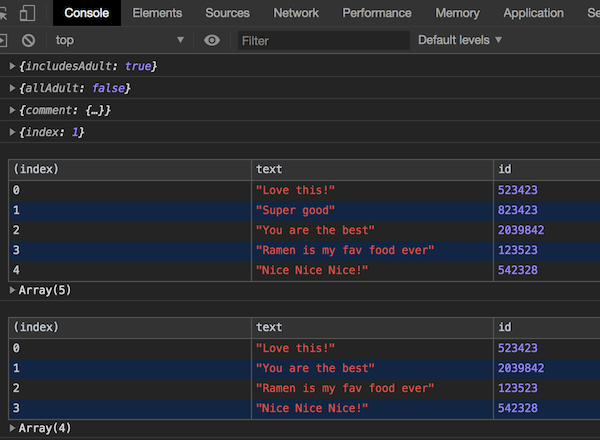 Console Elements Sources Network Performance Memory Application Se
top ▼ Filter Default levels ▼
▶ {includesAdult: true}
▶ {allAdult: false}
▶ {comment: {…}}
▶ {index: 1}
(index) text id
0 "Love this!" 523423
1 "Super good" 823423
2 "You are the best" 2039842
3 "Ramen is my fav food ever" 123523
4 "Nice Nice Nice!" 542328
▶ Array(5)
(index) text id
0 "Love this!" 523423
1 "You are the best" 2039842
2 "Ramen is my fav food ever" 123523
3 "Nice Nice Nice!" 542328
▶ Array(4)